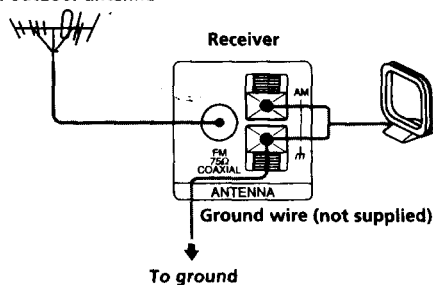 Receiver
AM
FM
75Ω
COAXIAL
ANTENNA
Ground wire (not supplied)
To ground